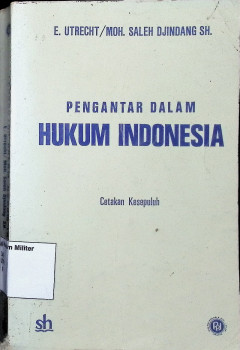 E. UTRECHT/MOH. SALEH DJINDANG SH.
PENGANTAR DALAM
HUKUM INDONESIA
Cetakan Kesepuluh
Militer
sh